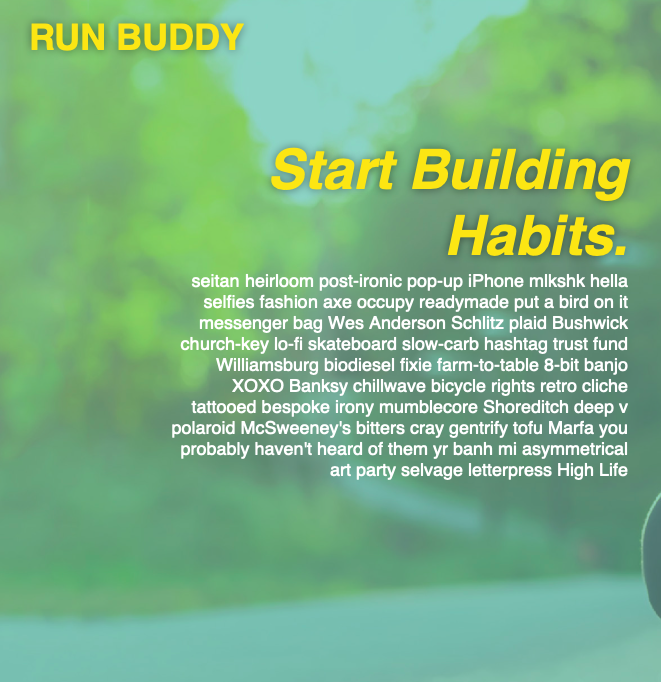 RUN BUDDY
Start Building
Habits.
seitan heirloom post-ironic pop-up iPhone mlkshk hella
selfies fashion axe occupy readymade put a bird on it
messenger bag Wes Anderson Schlitz plaid Bushwick
church-key lo-fi skateboard slow-carb hashtag trust fund
Williamsburg biodiesel fixie farm-to-table 8-bit banjo
XOXO Banksy chillwave bicycle rights retro cliche
tattooed bespoke irony mumblecore Shoreditch deep v
polaroid McSweeney's bitters cray gentrify tofu Marfa you
probably haven't heard of them yr banh mi asymmetrical
art party selvage letterpress High Life